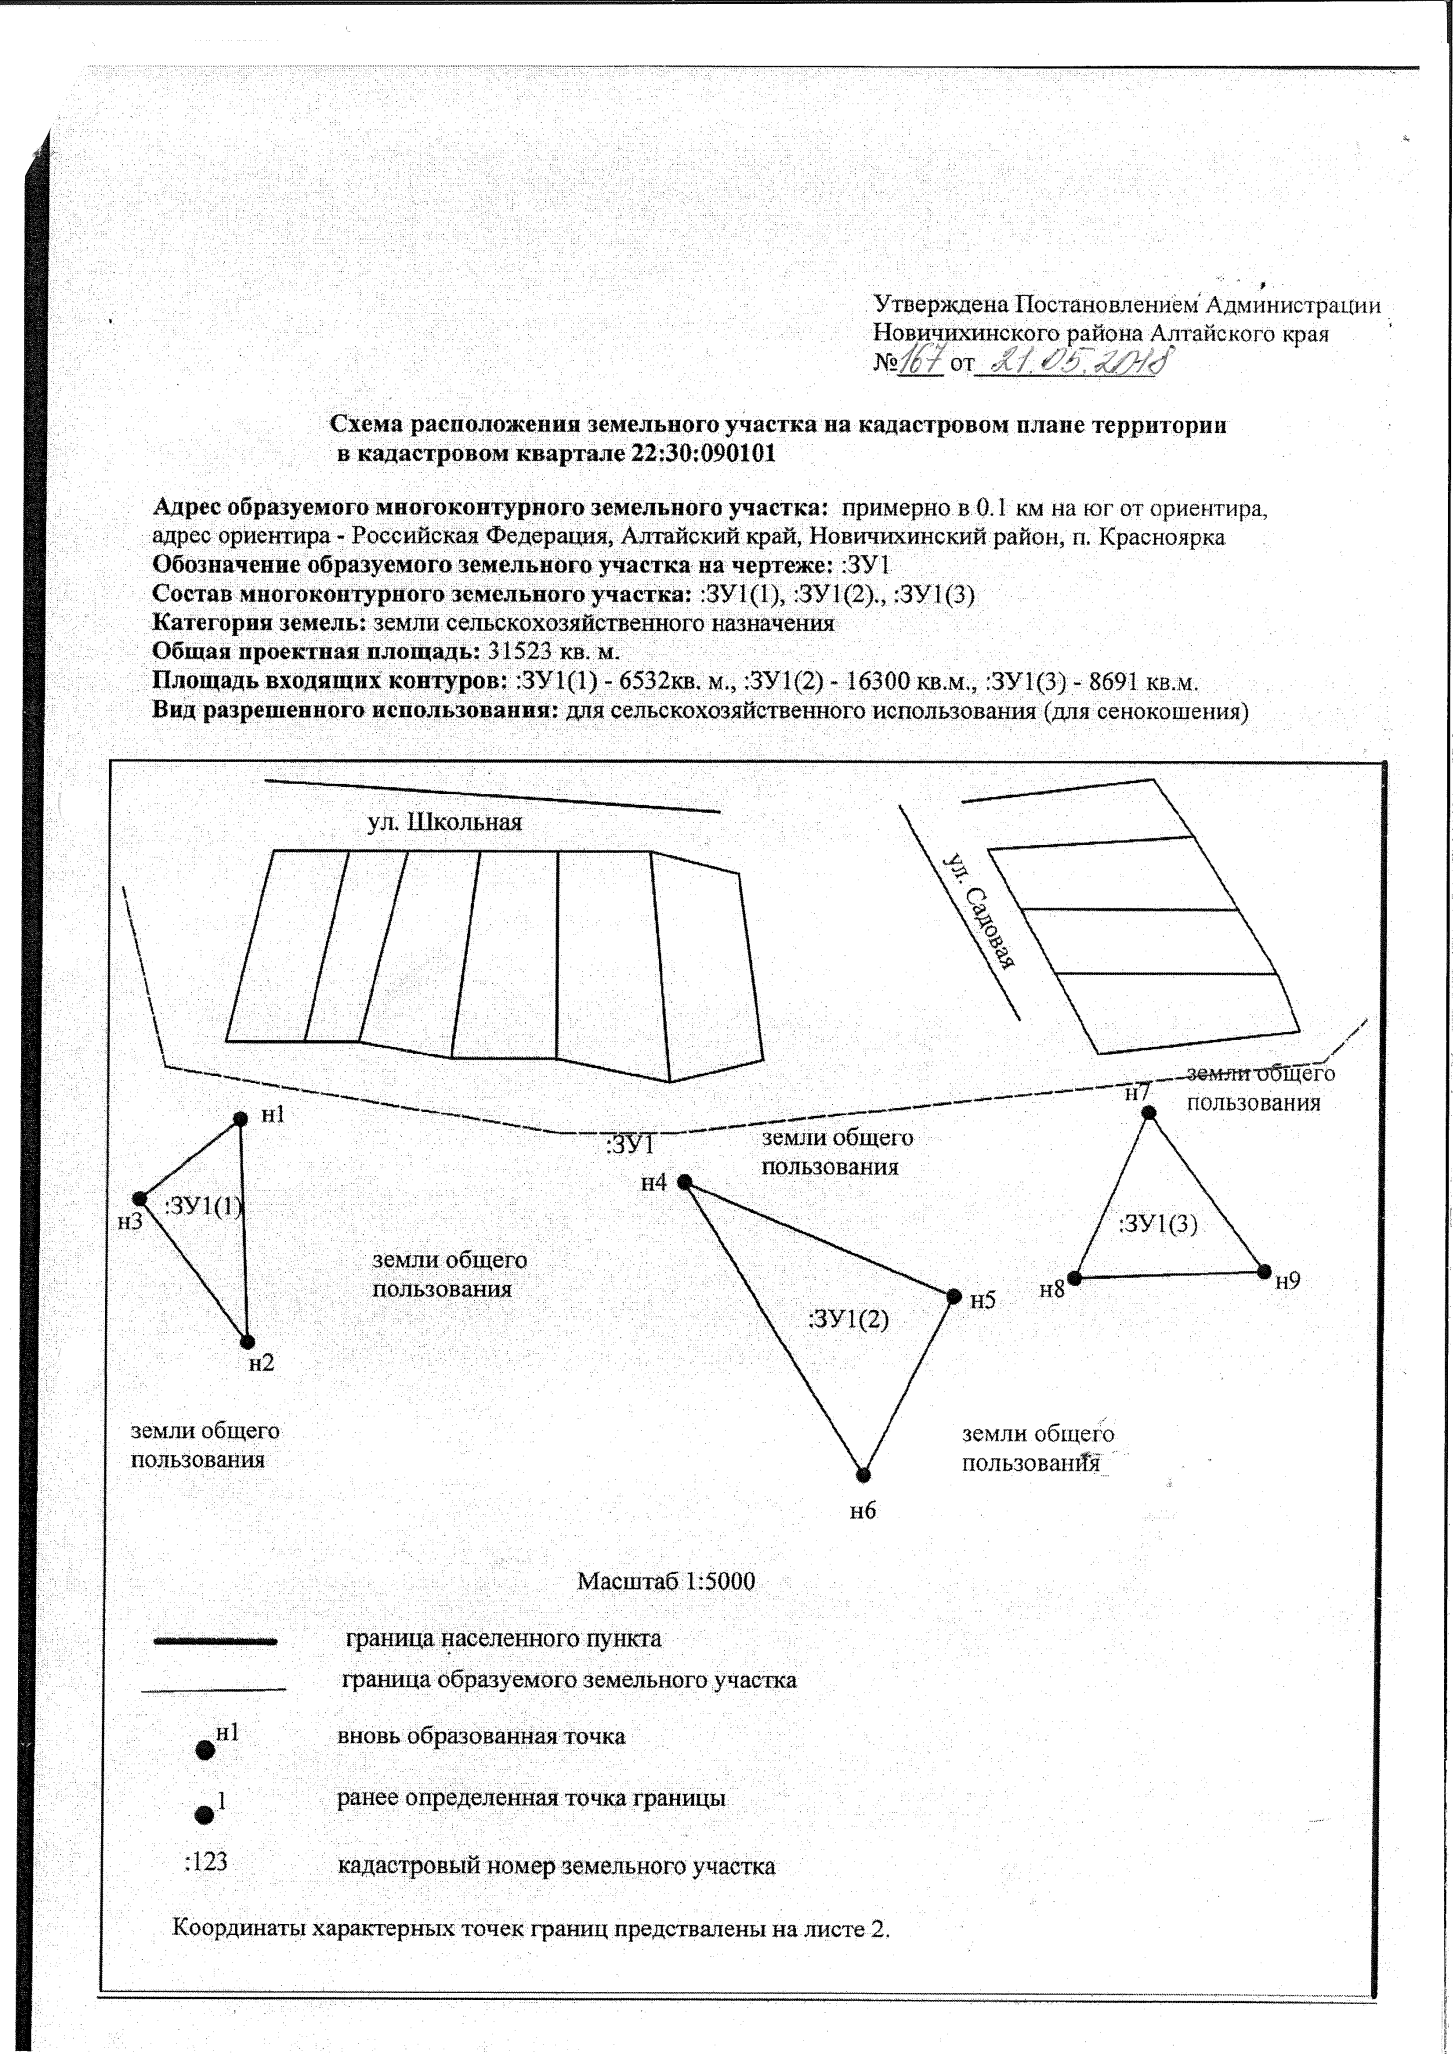 Утверждена Постановлением Администрации
Новичихинского района Алтайского края
№ 167 от 21.05.2018
Схема расположения земельного участка на кадастровом плане территории
в кадастровом квартале 22:30:090101
Адрес образуемого многоконтурного земельного участка: примерно в 0.1 км на юг от ориентира,
адрес ориентира - Российская Федерация, Алтайский край, Новичихинский район, п. Красноярка
Обозначение образуемого земельного участка на чертеже: :ЗУ1
Состав многоконтурного земельного участка: :ЗУ1(1), :ЗУ1(2)., :ЗУ1(3)
Категория земель: земли сельскохозяйственного назначения
Общая проектная площадь: 31523 кв. м.
Площадь входящих контуров: :ЗУ1(1) - 6532кв. м., :ЗУ1(2) - 16300 кв.м., :ЗУ1(3) - 8691 кв.м.
Вид разрешенного использования: для сельскохозяйственного использования (для сенокошения)
ул. Школьная
ул. Садовая
земли общего
пользования
н7
н1
:ЗУ1
земли общего
пользования
н4
:ЗУ1(1)
н3
:ЗУ1(3)
земли общего
пользования
н8
н9
н5
:ЗУ1(2)
н2
земли общего
пользования
земли общего
пользования
н6
Масштаб 1:5000
граница населенного пункта
граница образуемого земельного участка
н1
вновь образованная точка
1
ранее определенная точка границы
:123
кадастровый номер земельного участка
Координаты характерных точек границ предствалены на листе 2.